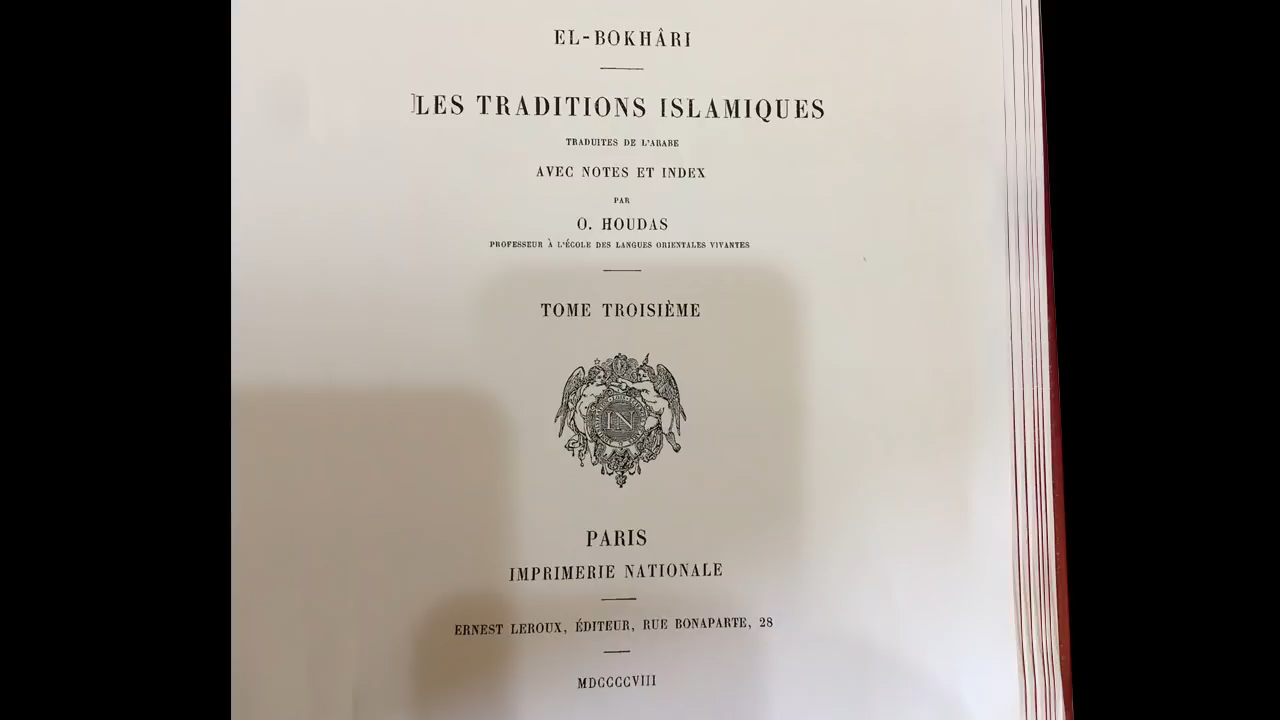 EL-BOKHÂRI
LES TRADITIONS ISLAMIQUES
TRADUITES DE L'ARABE
AVEC NOTES ET INDEX
PAR
O. HOUDAS
PROFESSEUR À L'ÉCOLE DES LANGUES ORIENTALES VIVANTES
TOME TROISIÈME
IN
PARIS
IMPRIMERIE NATIONALE
ERNEST LEROUX, ÉDITEUR, RUE BONAPARTE, 28
MDCCCCVIII